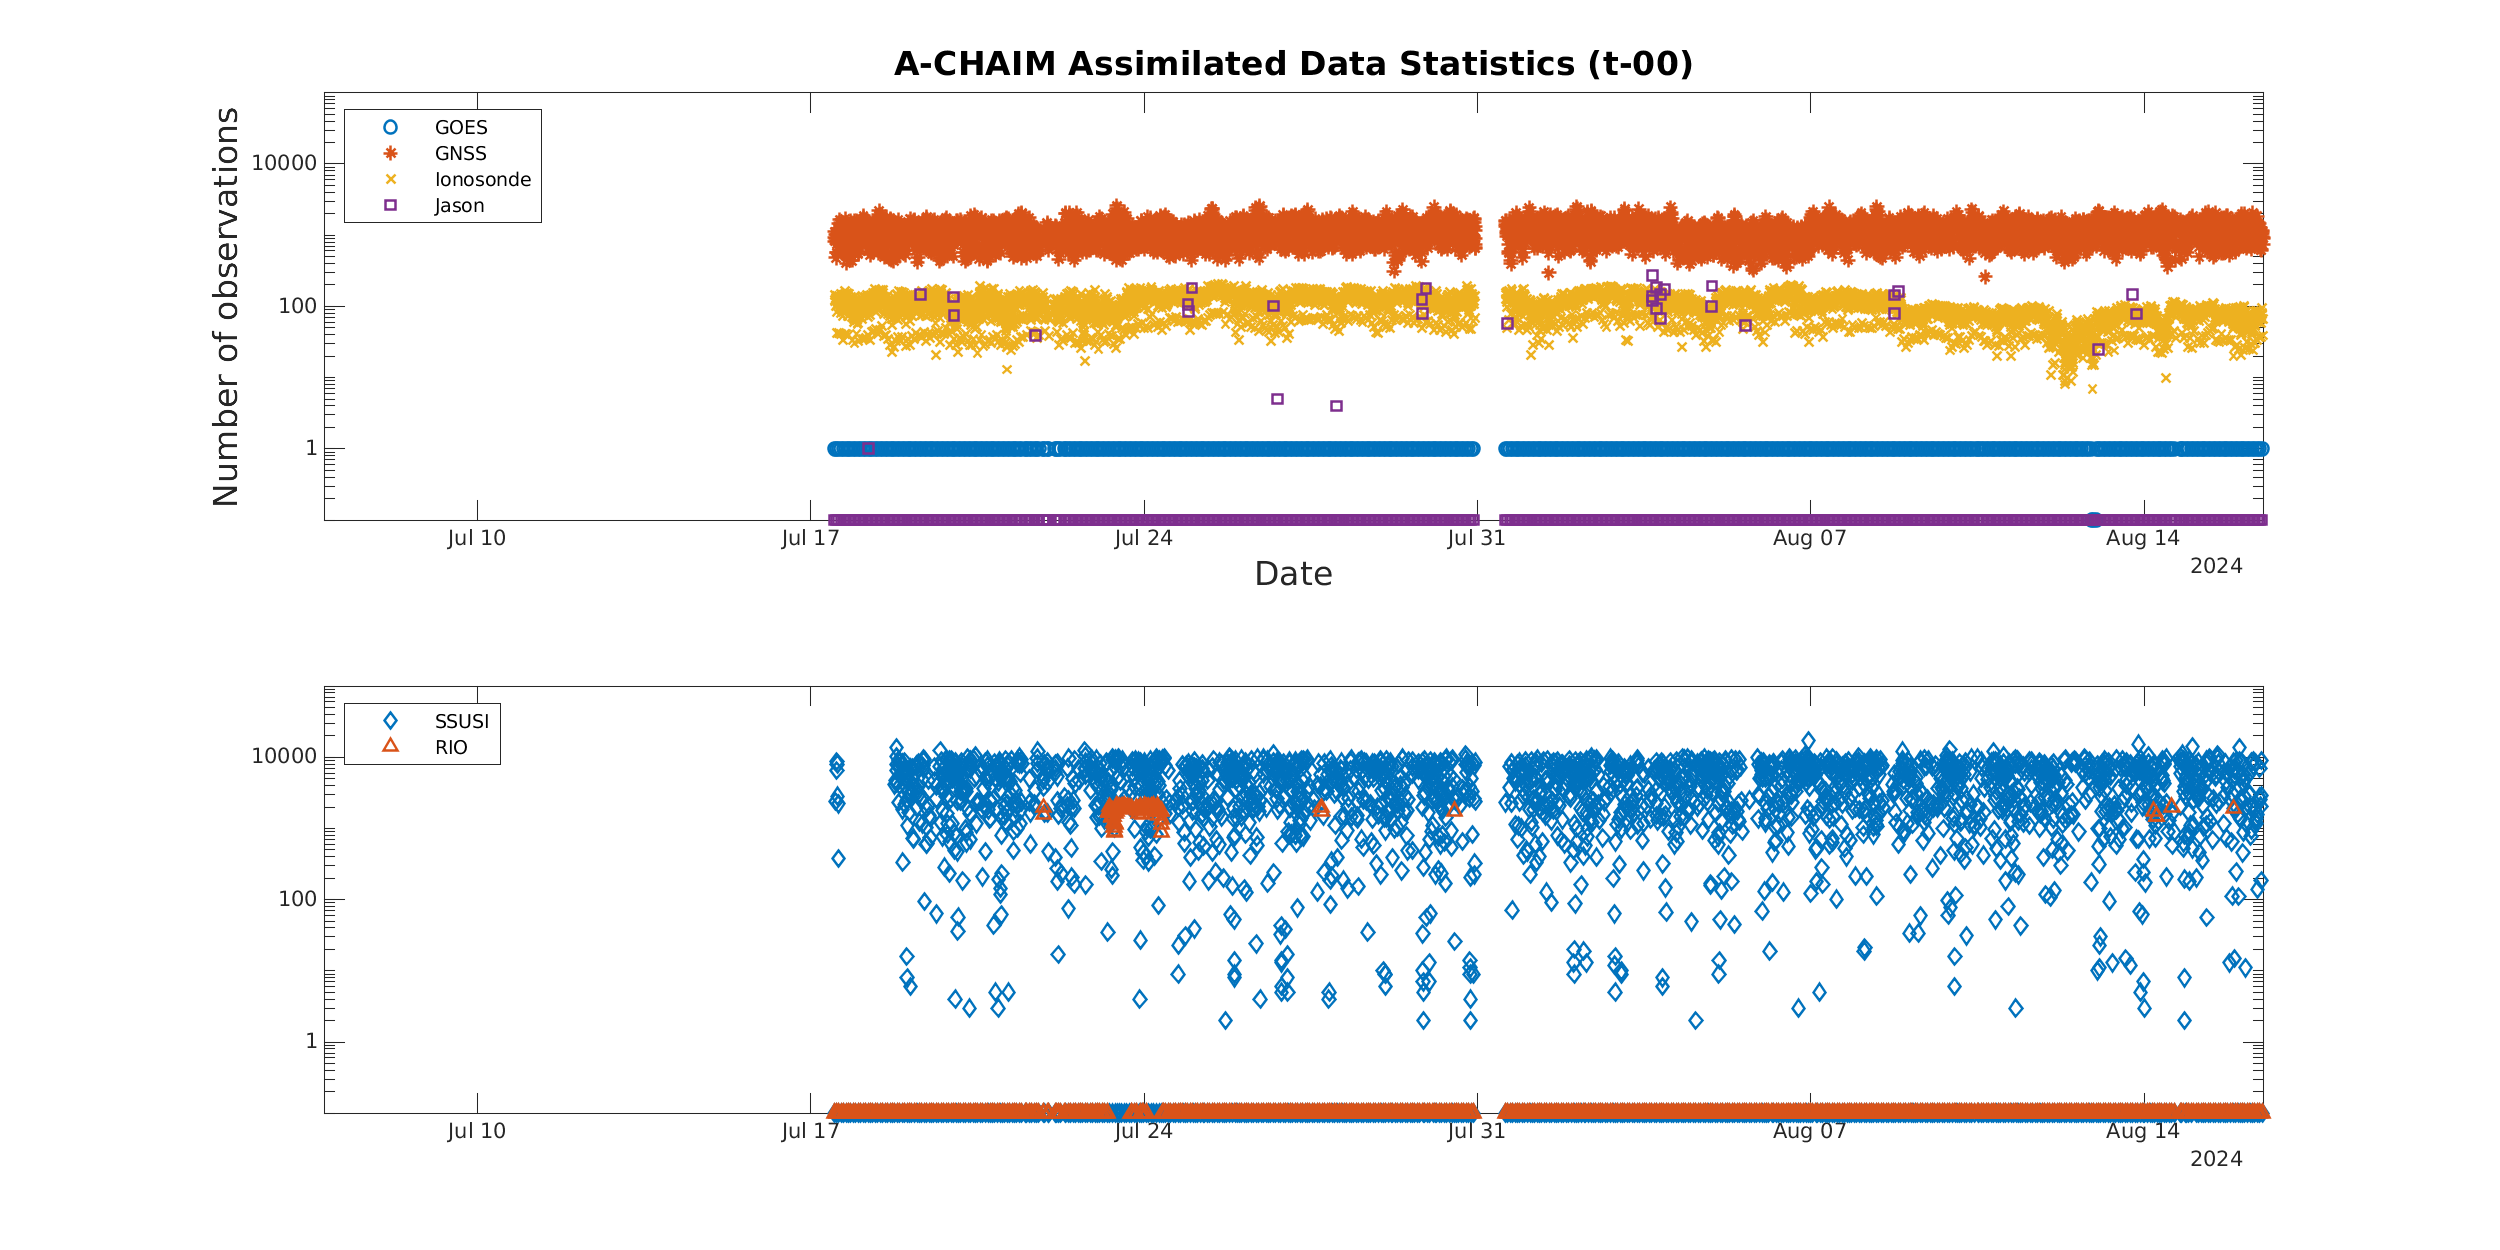 A-CHAIM Assimilated Data Statistics (t-00)
Number of observations
10000
100
1
GOES
GNSS
Ionosonde
Jason
Jul 10
Jul 17
Jul 24
Jul 31
Aug 07
Aug 14
2024
Date
10000
100
1
SSUSI
RIO
Jul 10
Jul 17
Jul 24
Jul 31
Aug 07
Aug 14
2024